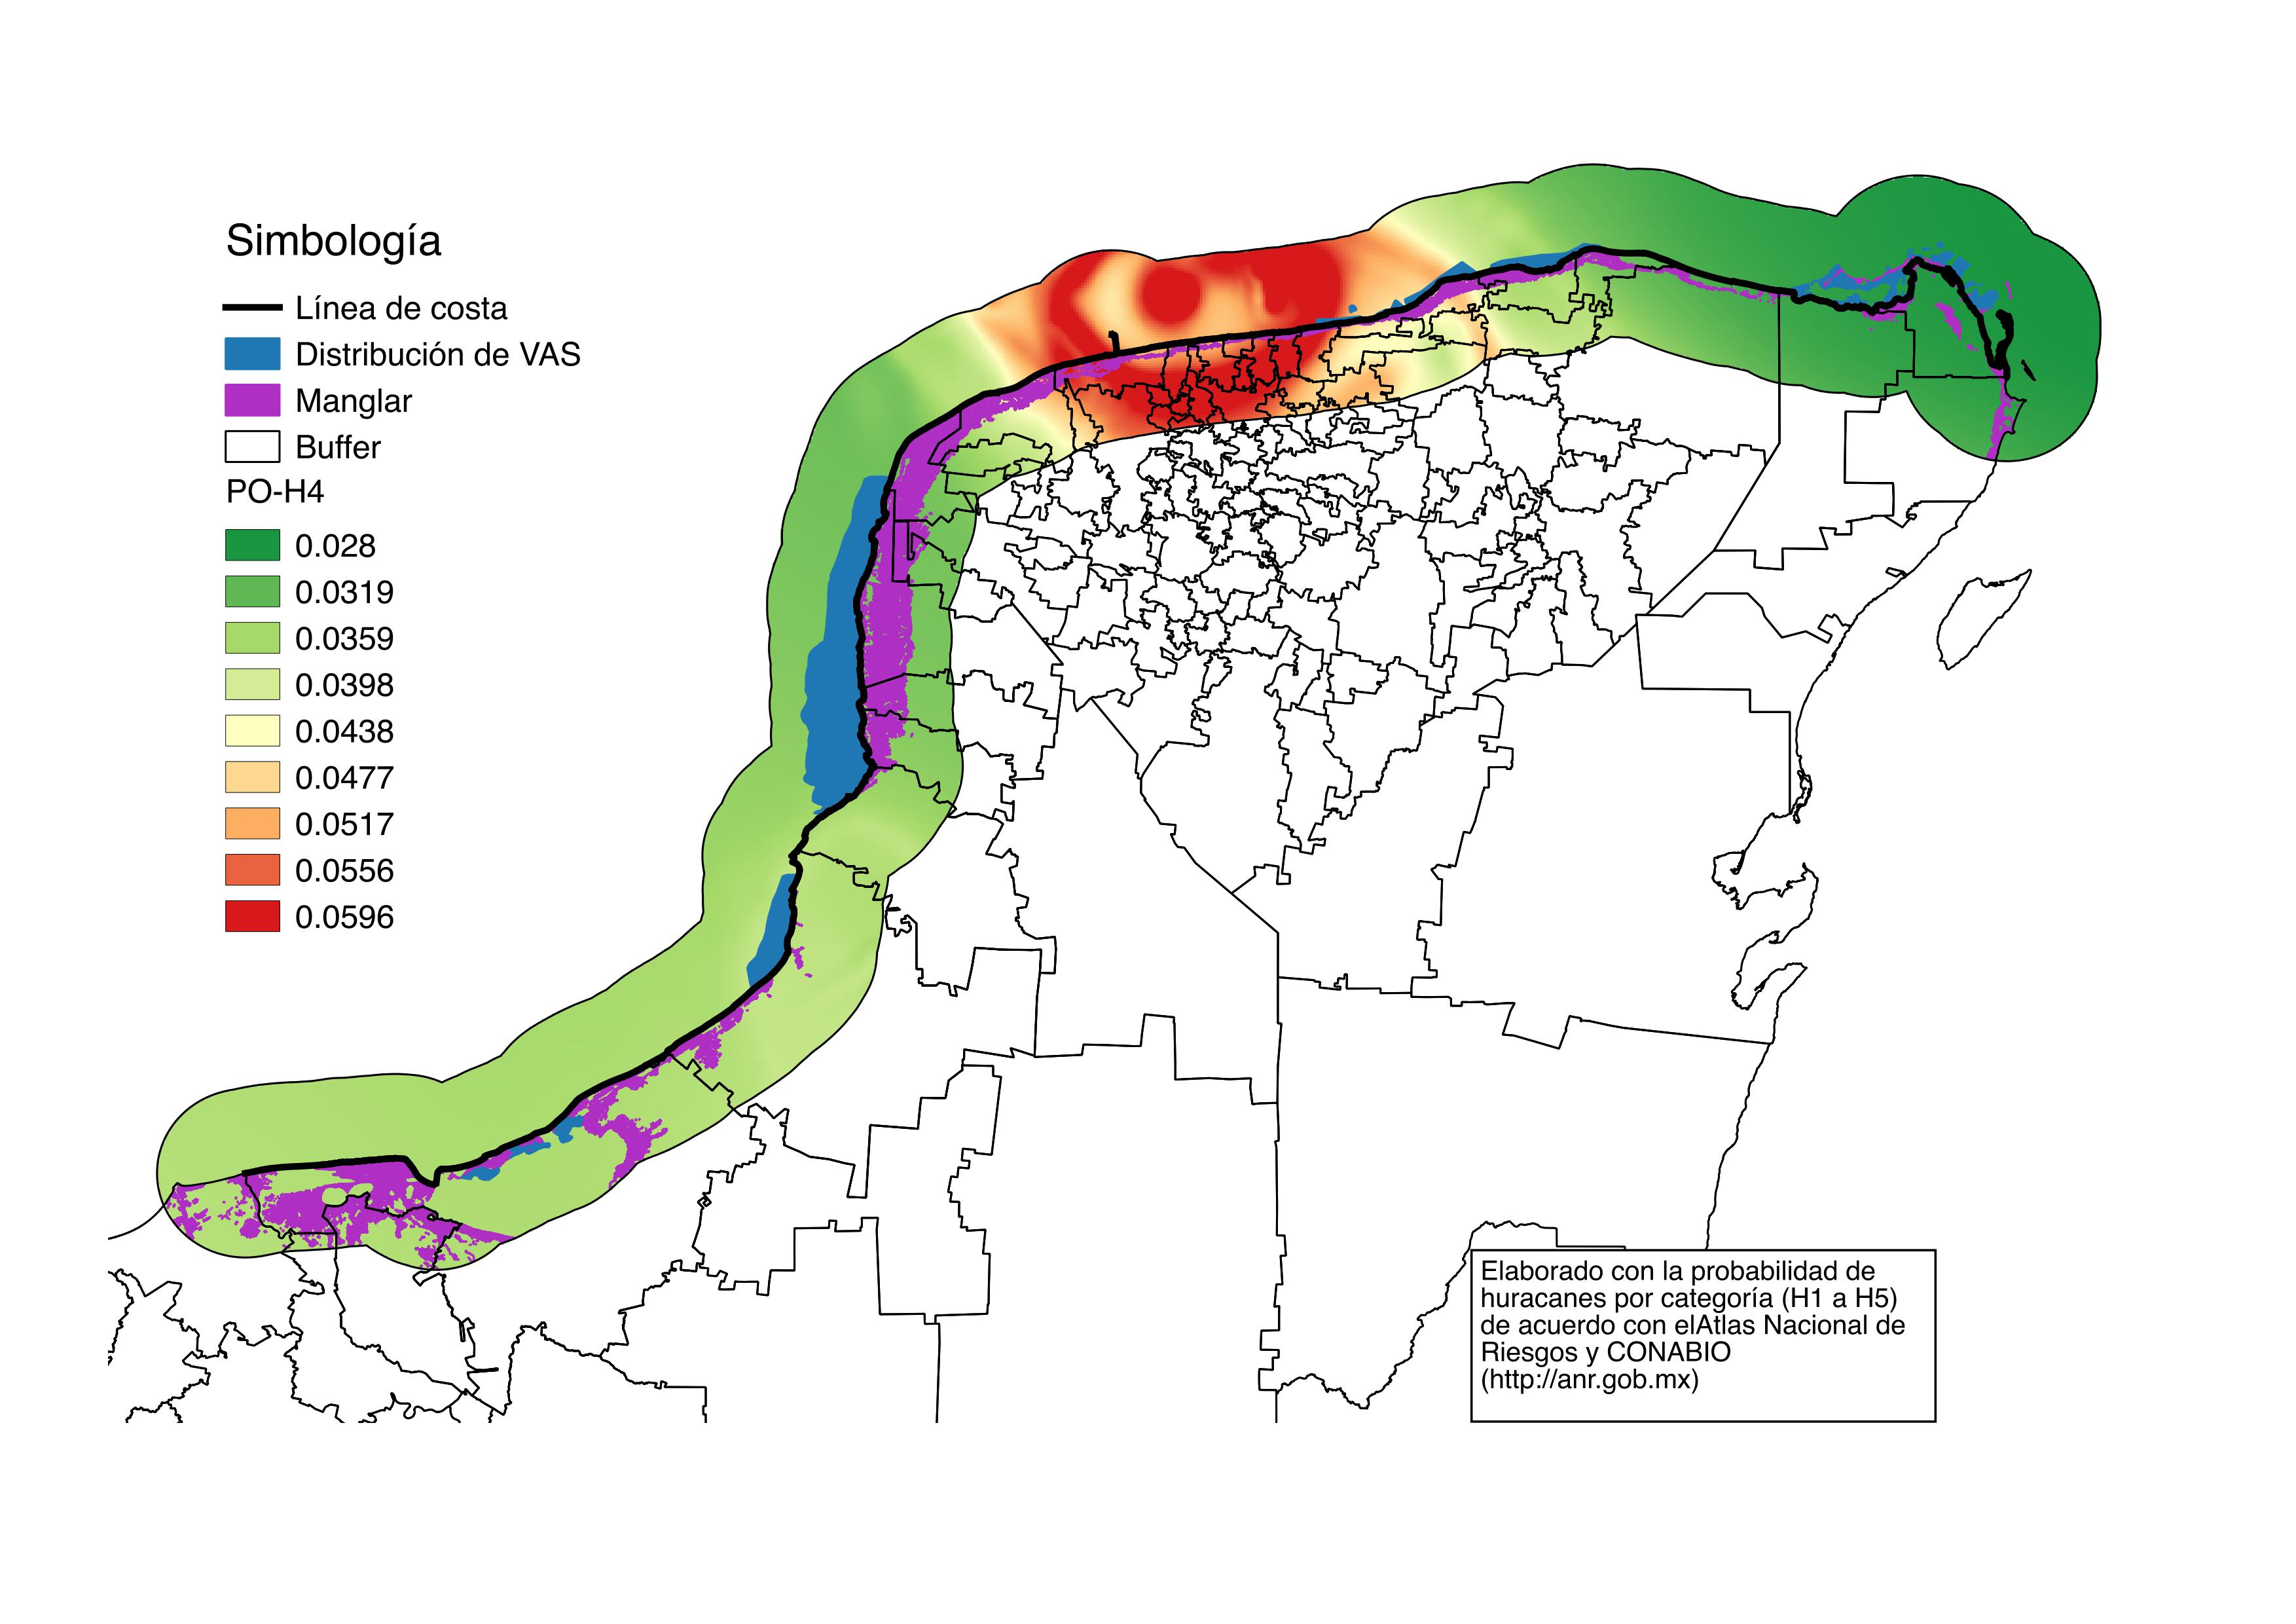 Simbología
Línea de costa
Distribución de VAS
Manglar
Buffer
PO-H4
0.028
0.0319
0.0359
0.0398
0.0438
0.0477
0.0517
0.0556
0.0596
Elaborado con la probabilidad de
huracanes por categoría (H1 a H5)
de acuerdo con elAtlas Nacional de
Riesgos y CONABIO
(http://anr.gob.mx)